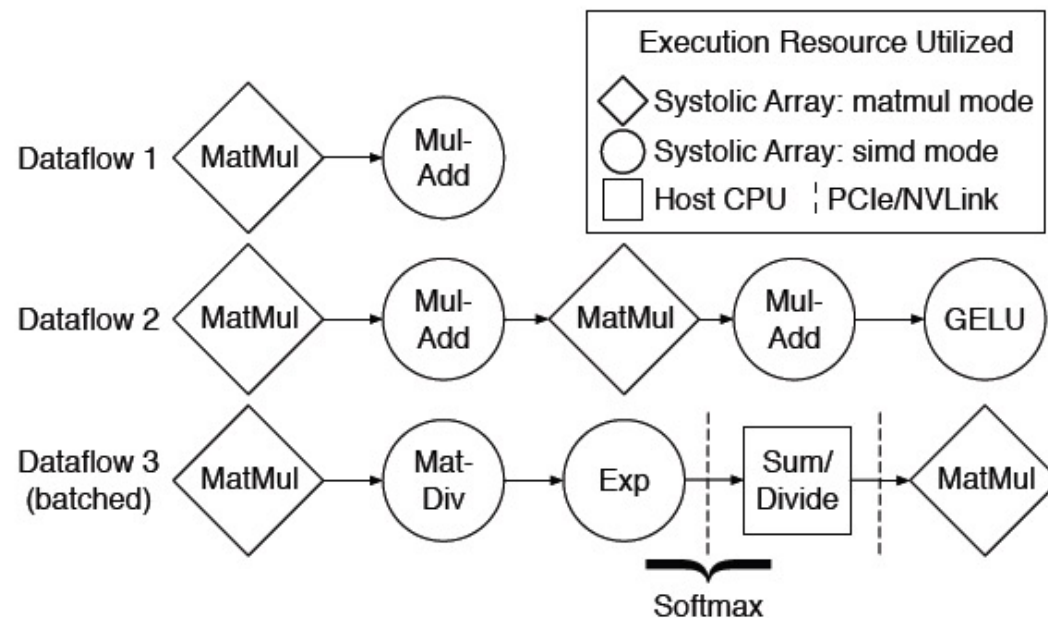 Execution Resource Utilized
Systolic Array: matmul mode
Systolic Array: simd mode
Host CPU
PCIe/NVLink
Dataflow 1
MatMul
Mul-
Add
Dataflow 2
MatMul
Mul-
Add
MatMul
Mul-
Add
GELU
Dataflow 3
(batched)
MatMul
Mat-
Div
Exp
Sum/
Divide
MatMul
Softmax